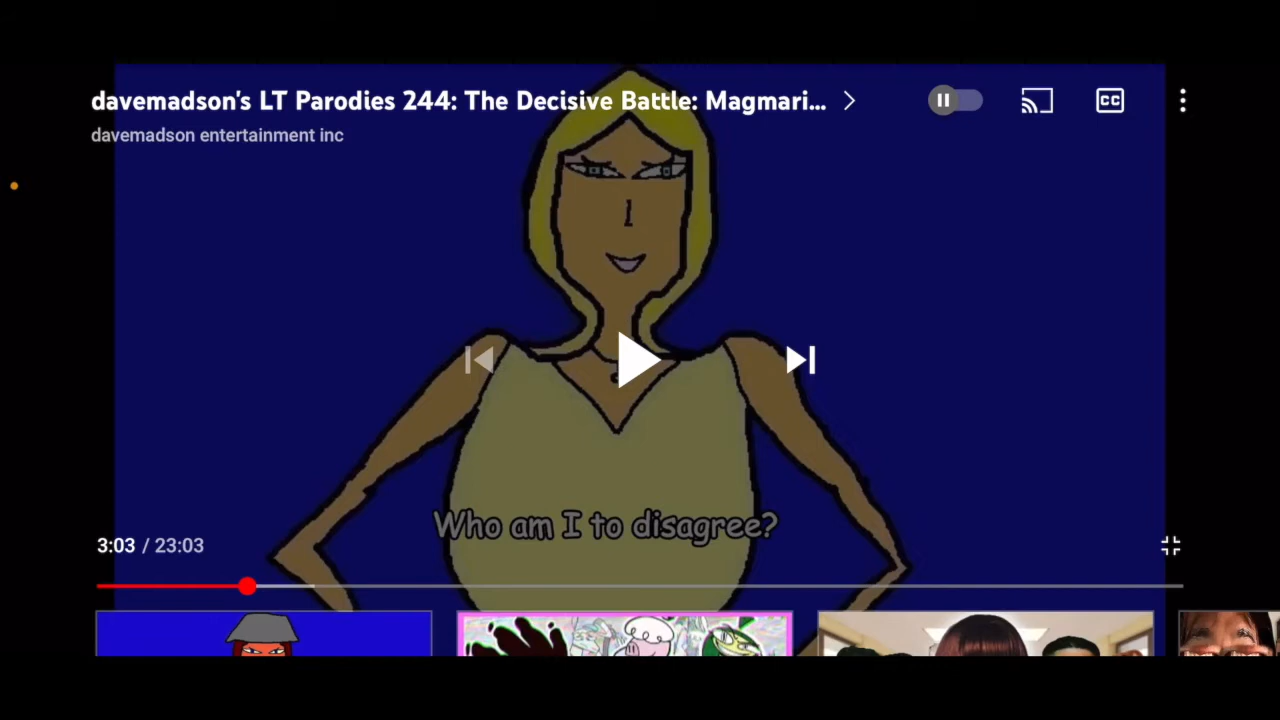 davemadson's LT Parodies 244: The Decisive Battle: Magmari...
CC
davemadson entertainment inc
Who am I to disagree?
3:03 / 23:03